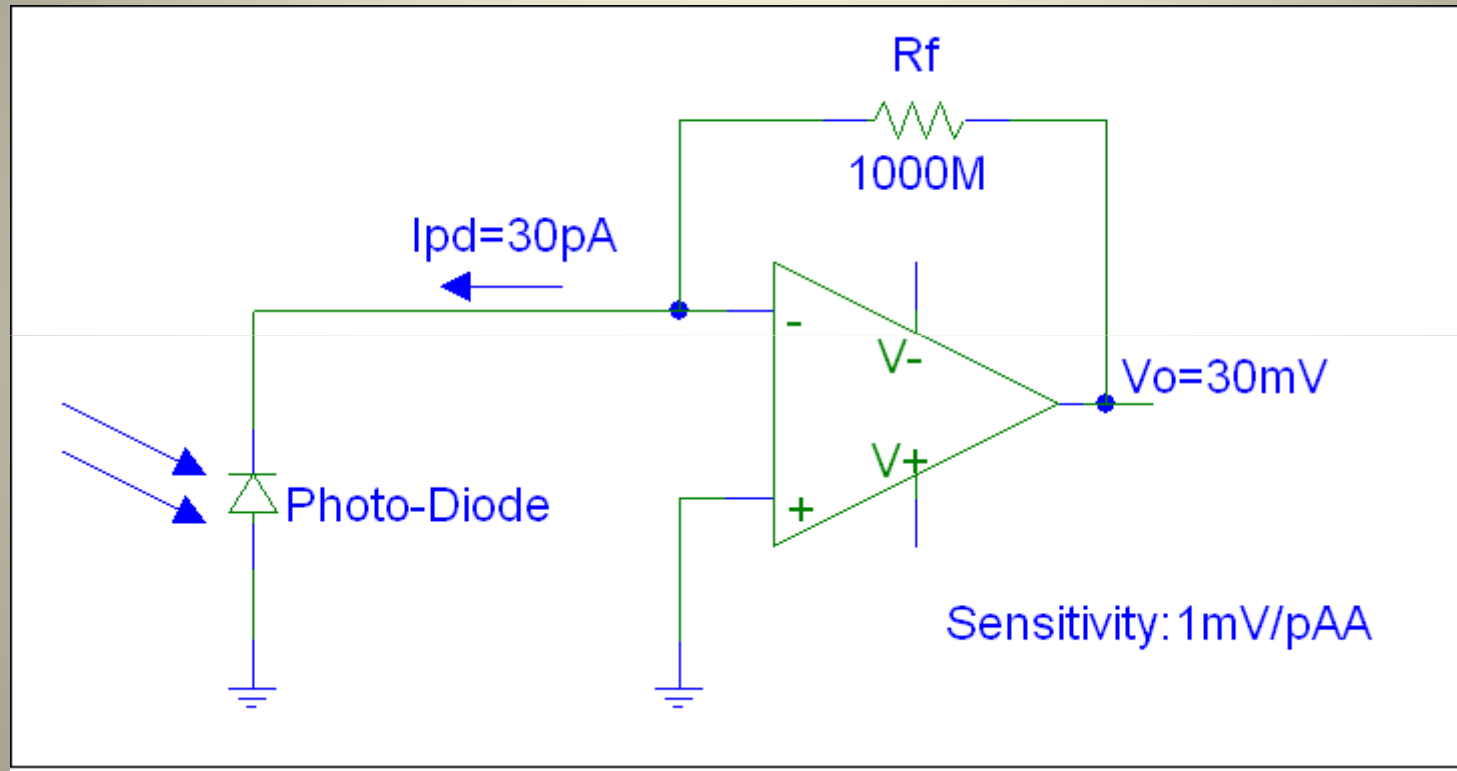 Rf
1000M
Ipd=30pA
-
V-
Vo=30mV
V+
+
Photo-Diode
Sensitivity:1mV/pAA